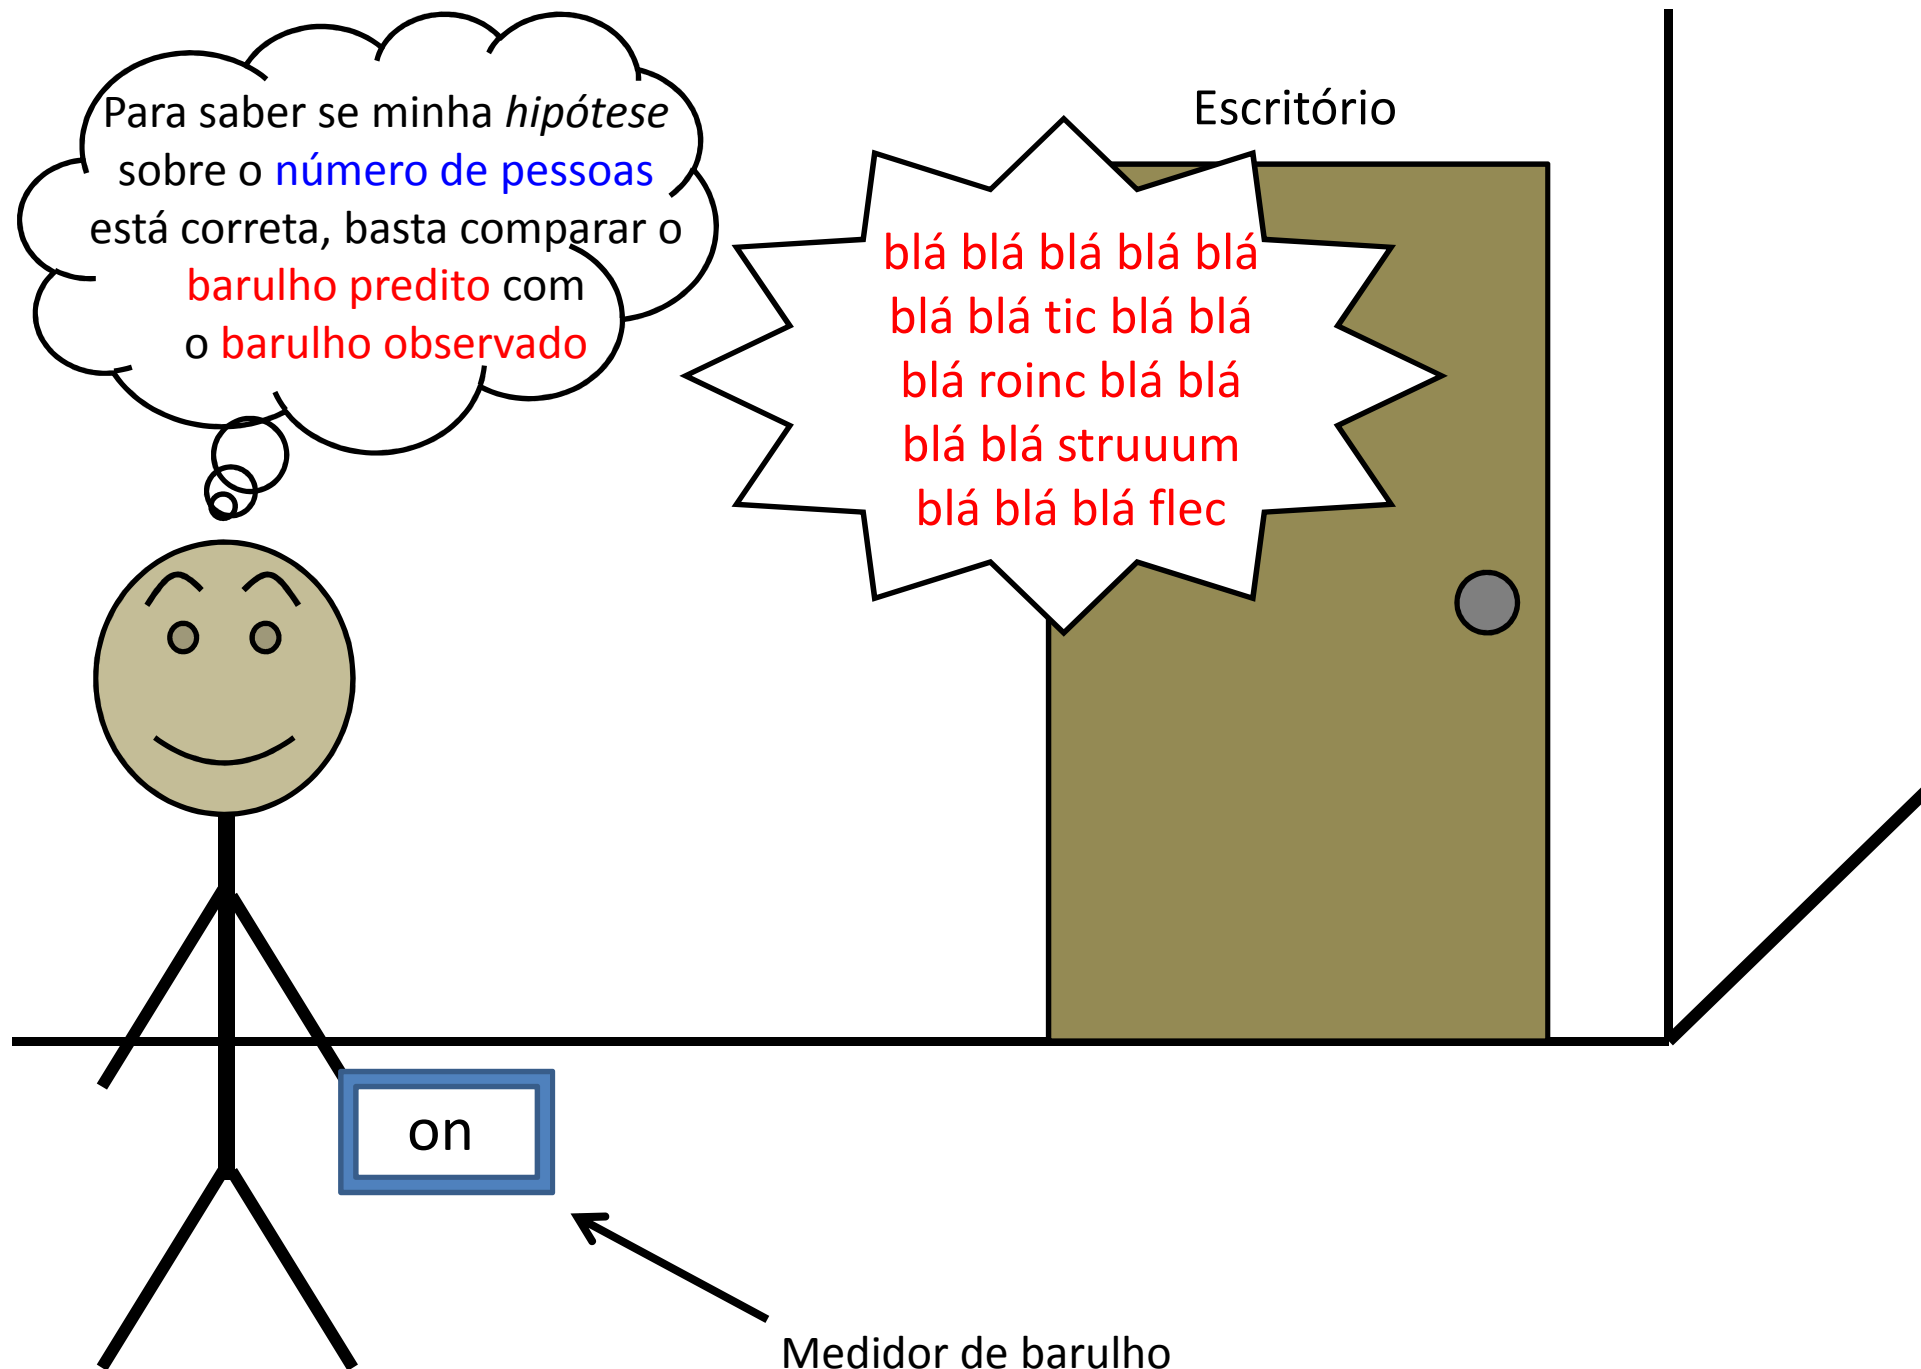 Para saber se minha hipótese
sobre o número de pessoas
está correta, basta comparar o
barulho predito com
o barulho observado
Escritório
blá blá blá blá blá
blá blá tic blá blá
blá roinc blá blá
blá blá struuum
blá blá blá flec
on
Medidor de barulho